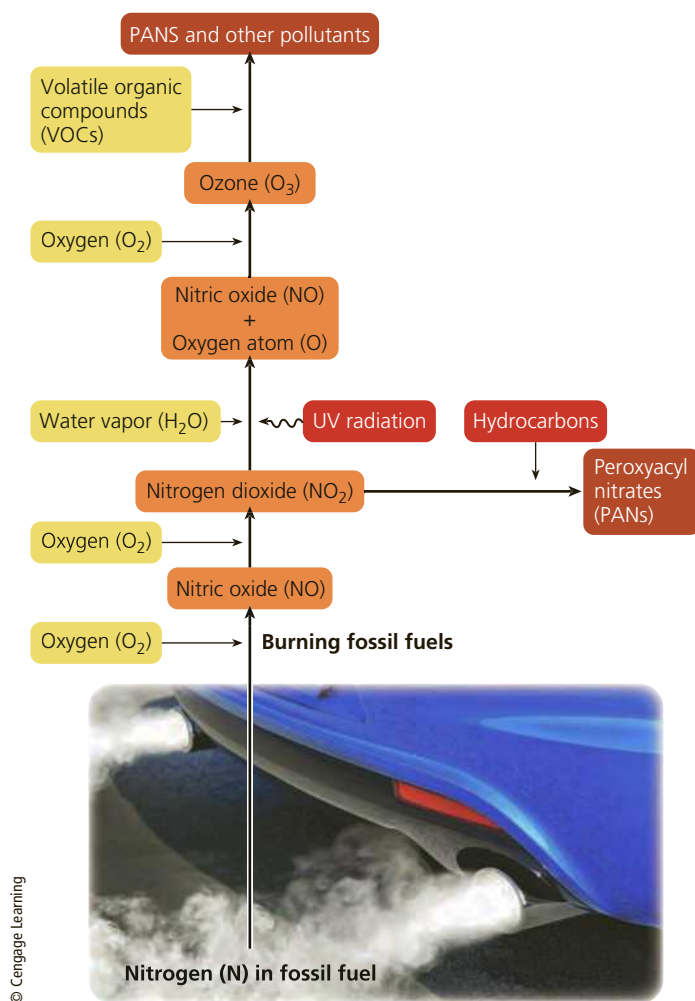 PANS and other pollutants
Volatile organic
compounds
(VOCs)
Ozone (O₃)
Oxygen (O₂)
Nitric oxide (NO)
+
Oxygen atom (O)
Water vapor (H₂O)
UV radiation
Hydrocarbons
Nitrogen dioxide (NO₂)
Peroxyacyl
nitrates
(PANs)
Oxygen (O₂)
Nitric oxide (NO)
Oxygen (O₂)
Burning fossil fuels
Nitrogen (N) in fossil fuel
© Cengage Learning